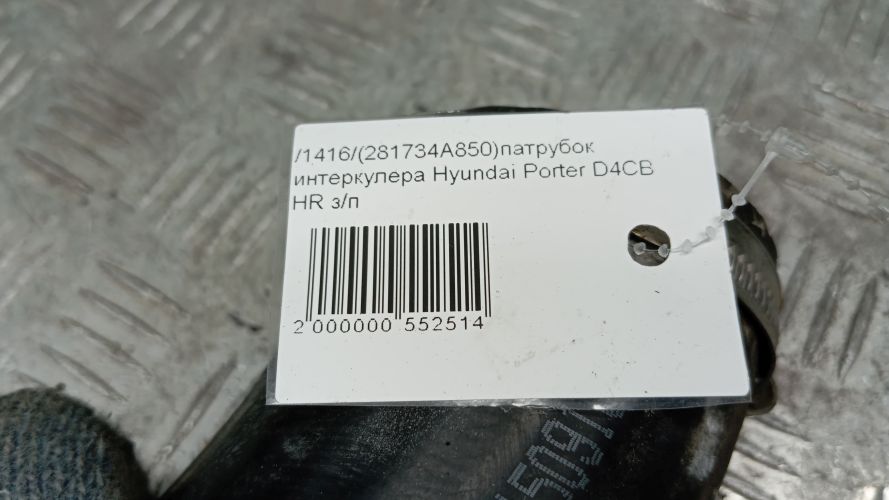 /1416/(281734A850)патрубок
интеркулера Hyundai Porter D4CB
HR з/п
2 000000 552514